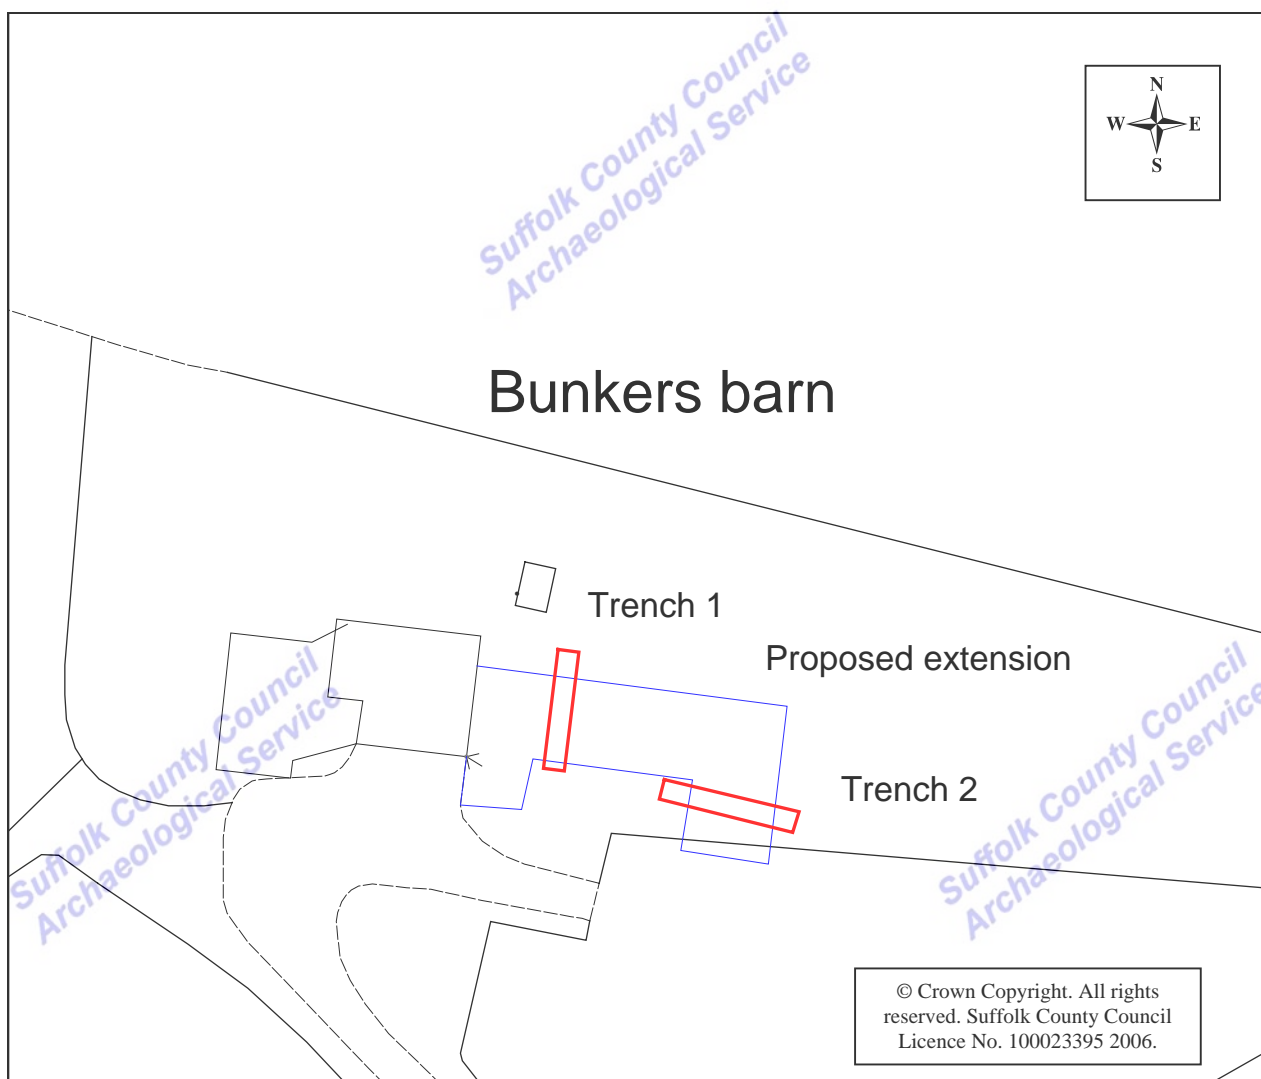 Suffolk County Council
Archaeological Service
N
W E
S
Bunkers barn
Trench 1
Proposed extension
Suffolk County Council
Archaeological Service
Suffolk County Council
Archaeological Service
Trench 2
© Crown Copyright. All rights
reserved. Suffolk County Council
Licence No. 100023395 2006.